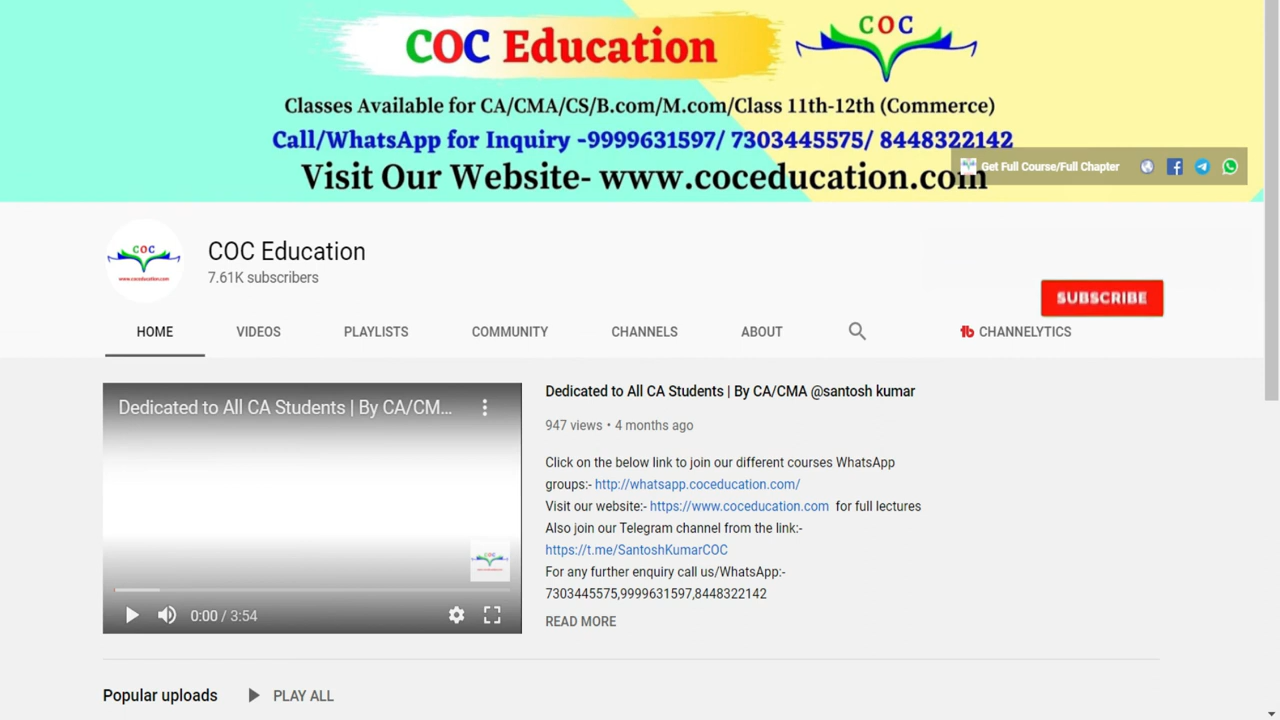 COC Education
COC
Classes Available for CA/CMA/CS/B.com/M.com/Class 11th-12th (Commerce)
Call/WhatsApp for Inquiry -9999631597/ 7303445575/ 8448322142
Get Full Course/Full Chapter
Visit Our Website- www.coceducation.com
COC
www.coceducation.com
COC Education
7.61K subscribers
SUBSCRIBE
HOME
VIDEOS
PLAYLISTS
COMMUNITY
CHANNELS
ABOUT
CHANNELYTICS
Dedicated to All CA Students | By CA/CM...
COC
0:00 / 3:54
Dedicated to All CA Students | By CA/CMA @santosh kumar
947 views • 4 months ago
Click on the below link to join our different courses WhatsApp
groups:- http://whatsapp.coceducation.com/
Visit our website:- https://www.coceducation.com for full lectures
Also join our Telegram channel from the link:-
https://t.me/SantoshKumarCOC
For any further enquiry call us/WhatsApp:-
7303445575,9999631597,8448322142
READ MORE
Popular uploads
PLAY ALL